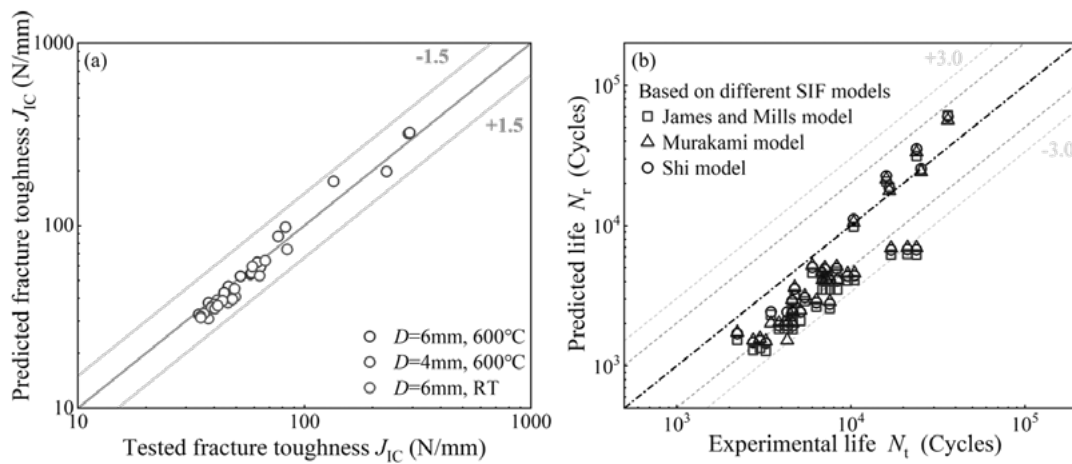 (a)
-1.5
+1.5
1000
100
10
10
100
1000
Predicted fracture toughness J_IC (N/mm)
Tested fracture toughness J_IC (N/mm)
D=6mm, 600°C
D=4mm, 600°C
D=6mm, RT
(b)
+3.0
-3.0
Based on different SIF models
James and Mills model
Murakami model
Shi model
10^5
10^4
10^3
10^3
10^4
10^5
Predicted life N_r (Cycles)
Experimental life N_t (Cycles)